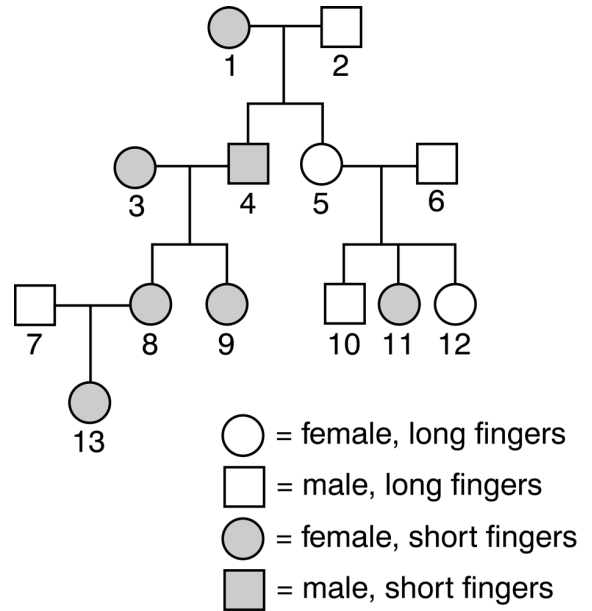 1 2
3 4 5 6
7 8 9 10 11 12
13
= female, long fingers
= male, long fingers
= female, short fingers
= male, short fingers